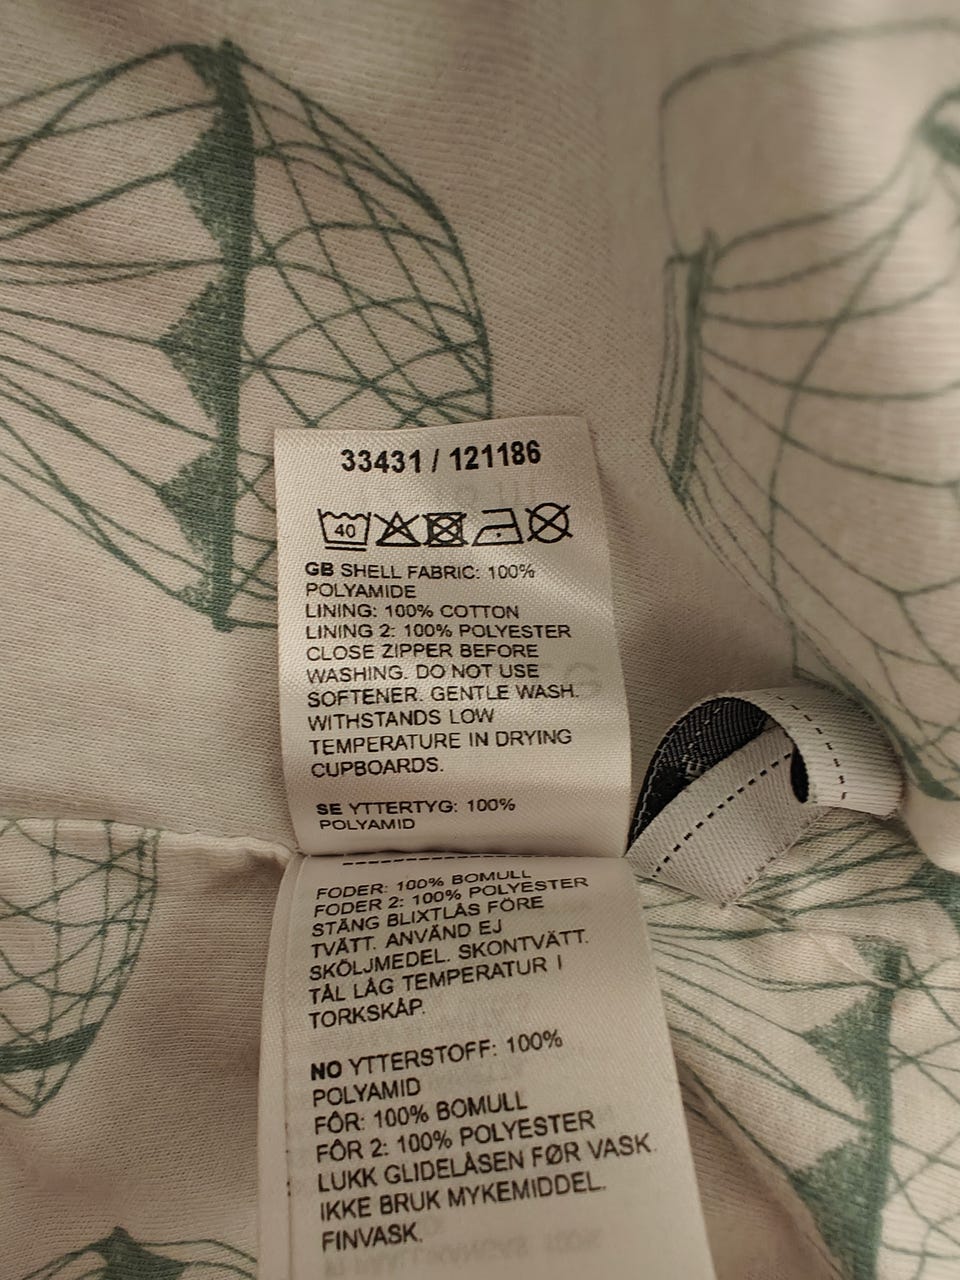 33431 / 121186
40
GB SHELL FABRIC: 100%
POLYAMIDE
LINING: 100% COTTON
LINING 2: 100% POLYESTER
CLOSE ZIPPER BEFORE
WASHING. DO NOT USE
SOFTENER. GENTLE WASH.
WITHSTANDS LOW
TEMPERATURE IN DRYING
CUPBOARDS.
SE YTTERTYG: 100%
POLYAMID
FODER: 100% BOMULL
FODER 2: 100% POLYESTER
STÄNG BLIXTLÅS FÖRE
TVÄTT. ANVÄND EJ
SKÖLJMEDEL. SKONTVÄTT.
TÅL LÅG TEMPERATUR I
TORKSKÅP.
NO YTTERSTOFF: 100%
POLYAMID
FÔR: 100% BOMULL
FÔR 2: 100% POLYESTER
LUKK GLIDELÅSEN FØR VASK.
IKKE BRUK MYKEMIDDEL.
FINVASK.